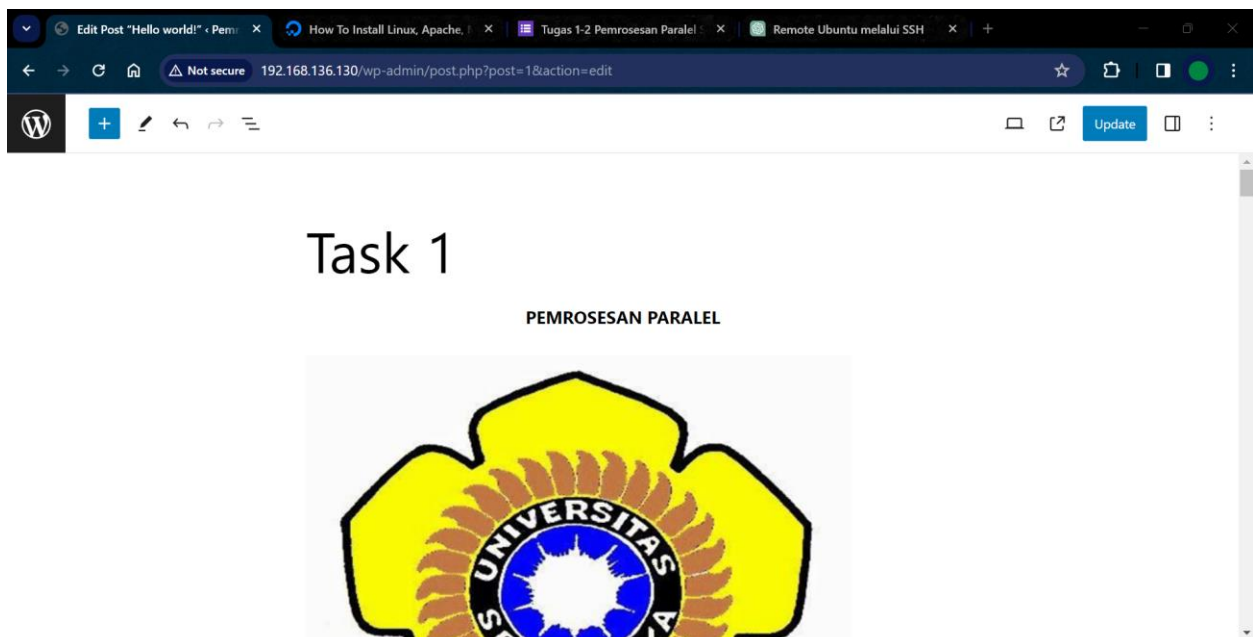 Edit Post “Hello world!” ‹ Pem
How To Install Linux, Apache,
Tugas 1-2 Pemrosesan Paralel
Remote Ubuntu melalui SSH
Not secure
192.168.136.130/wp-admin/post.php?post=1&action=edit
Update
Task 1
PEMROSESAN PARALEL
UNIVERSITAS